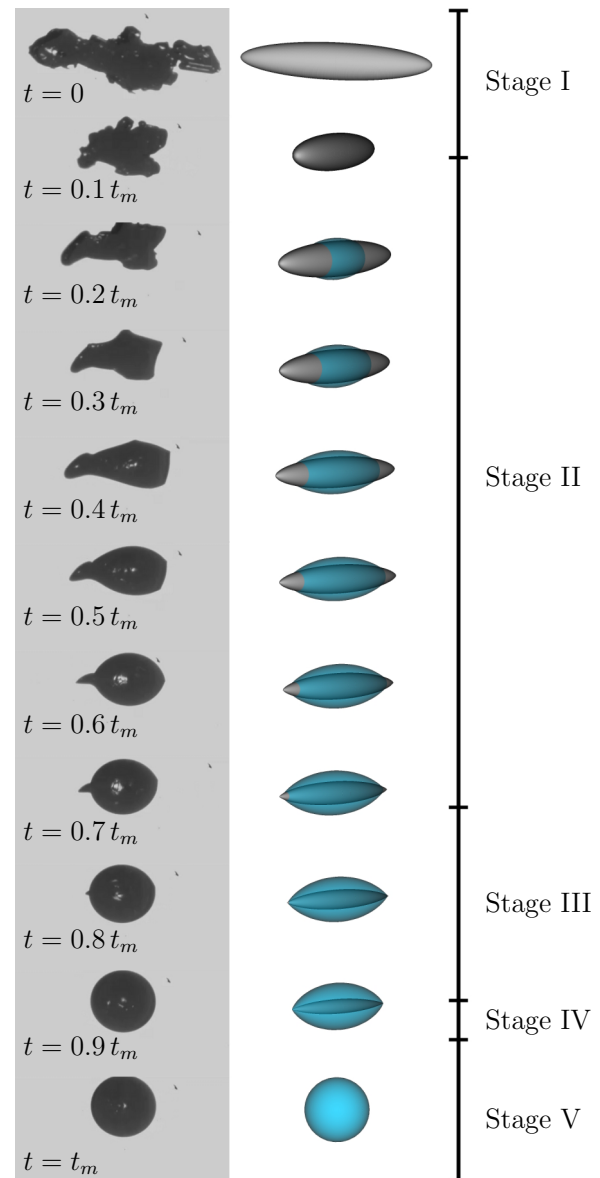 t = 0
Stage I
t = 0.1 t_m
t = 0.2 t_m
t = 0.3 t_m
Stage II
t = 0.4 t_m
t = 0.5 t_m
t = 0.6 t_m
t = 0.7 t_m
Stage III
t = 0.8 t_m
Stage IV
t = 0.9 t_m
Stage V
t = t_m